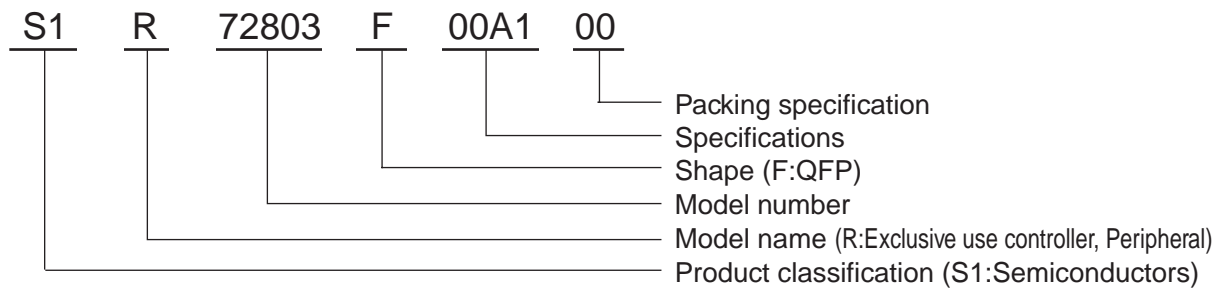 S1 R 72803 F 00A1 00
Packing specification
Specifications
Shape (F:QFP)
Model number
Model name (R:Exclusive use controller, Peripheral)
Product classification (S1:Semiconductors)